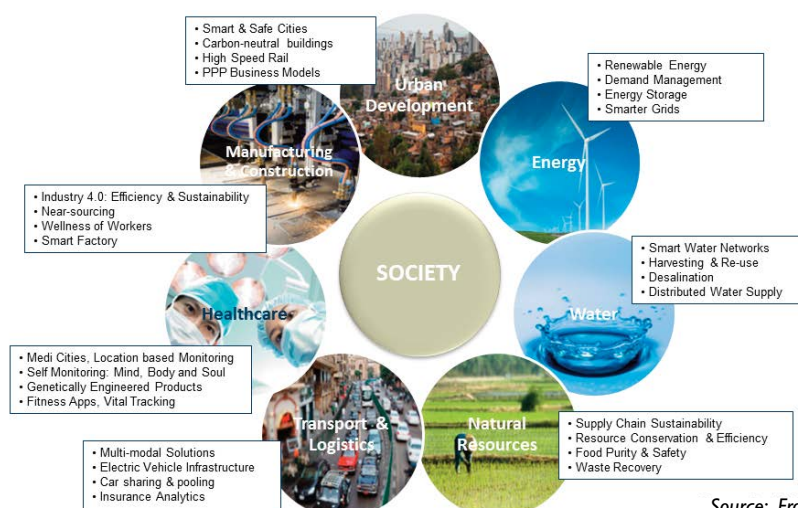 • Smart & Safe Cities
• Carbon-neutral buildings
• High Speed Rail
• PPP Business Models
Urban
Development
• Renewable Energy
• Demand Management
• Energy Storage
• Smarter Grids
Energy
Manufacturing
& Construction
• Industry 4.0: Efficiency & Sustainability
• Near-sourcing
• Wellness of Workers
• Smart Factory
SOCIETY
• Smart Water Networks
• Harvesting & Re-use
• Desalination
• Distributed Water Supply
Water
Healthcare
• Medi Cities, Location based Monitoring
• Self Monitoring: Mind, Body and Soul
• Genetically Engineered Products
• Fitness Apps, Vital Tracking
Transport &
Logistics
• Multi-modal Solutions
• Electric Vehicle Infrastructure
• Car sharing & pooling
• Insurance Analytics
Natural
Resources
• Supply Chain Sustainability
• Resource Conservation & Efficiency
• Food Purity & Safety
• Waste Recovery
Source: